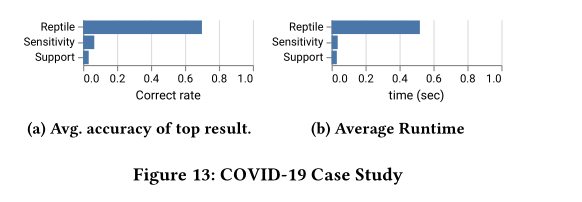 Reptile
Sensitivity
Support
0.0 0.2 0.4 0.6 0.8 1.0
Correct rate
(a) Avg. accuracy of top result.
Reptile
Sensitivity
Support
0.0 0.2 0.4 0.6 0.8 1.0
time (sec)
(b) Average Runtime
Figure 13: COVID-19 Case Study